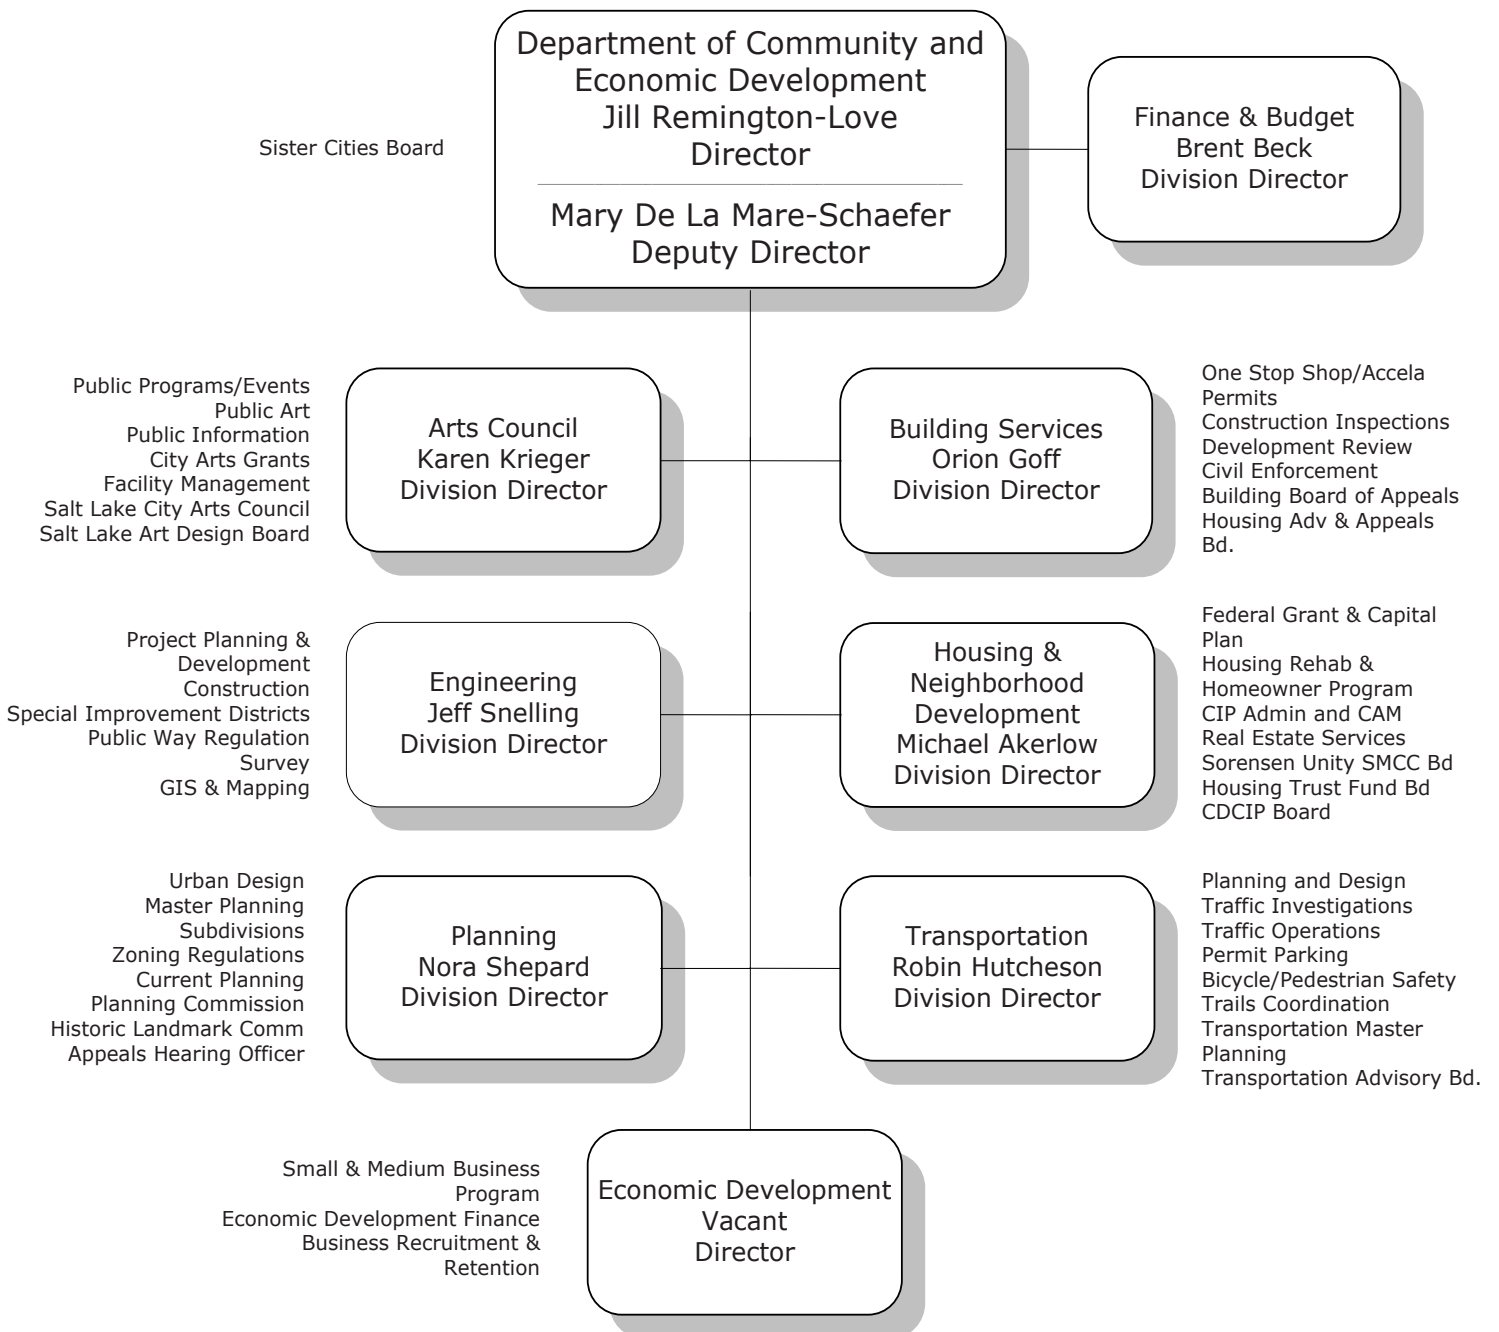 Department of Community and
Economic Development
Jill Remington-Love
Director
Mary De La Mare-Schaefer
Deputy Director
Sister Cities Board
Finance & Budget
Brent Beck
Division Director
Public Programs/Events
Public Art
Public Information
City Arts Grants
Facility Management
Salt Lake City Arts Council
Salt Lake Art Design Board
Arts Council
Karen Krieger
Division Director
Building Services
Orion Goff
Division Director
One Stop Shop/Accela
Permits
Construction Inspections
Development Review
Civil Enforcement
Building Board of Appeals
Housing Adv & Appeals
Bd.
Project Planning &
Development
Construction
Special Improvement Districts
Public Way Regulation
Survey
GIS & Mapping
Engineering
Jeff Snelling
Division Director
Housing &
Neighborhood
Development
Michael Akerlow
Division Director
Federal Grant & Capital
Plan
Housing Rehab &
Homeowner Program
CIP Admin and CAM
Real Estate Services
Sorensen Unity SMCC Bd
Housing Trust Fund Bd
CDCIP Board
Urban Design
Master Planning
Subdivisions
Zoning Regulations
Current Planning
Planning Commission
Historic Landmark Comm
Appeals Hearing Officer
Planning
Nora Shepard
Division Director
Transportation
Robin Hutcheson
Division Director
Planning and Design
Traffic Investigations
Traffic Operations
Permit Parking
Bicycle/Pedestrian Safety
Trails Coordination
Transportation Master
Planning
Transportation Advisory Bd.
Small & Medium Business
Program
Economic Development Finance
Business Recruitment &
Retention
Economic Development
Vacant
Director